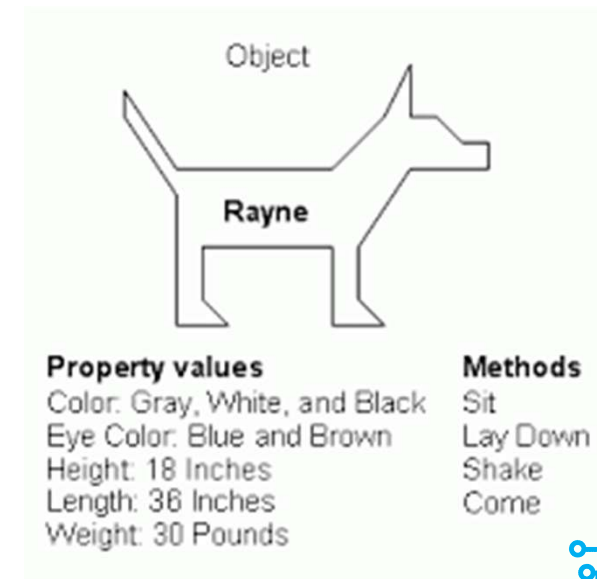 Object
Rayne
Property values
Color: Gray, White, and Black
Eye Color: Blue and Brown
Height: 18 Inches
Length: 36 Inches
Weight: 30 Pounds
Methods
Sit
Lay Down
Shake
Come